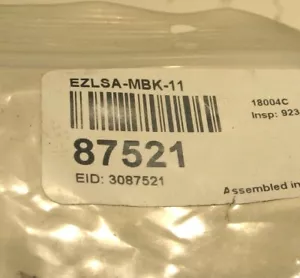 EZLSA-MBK-11
18004C
Insp: 923
87521
EID: 3087521
Assembled in